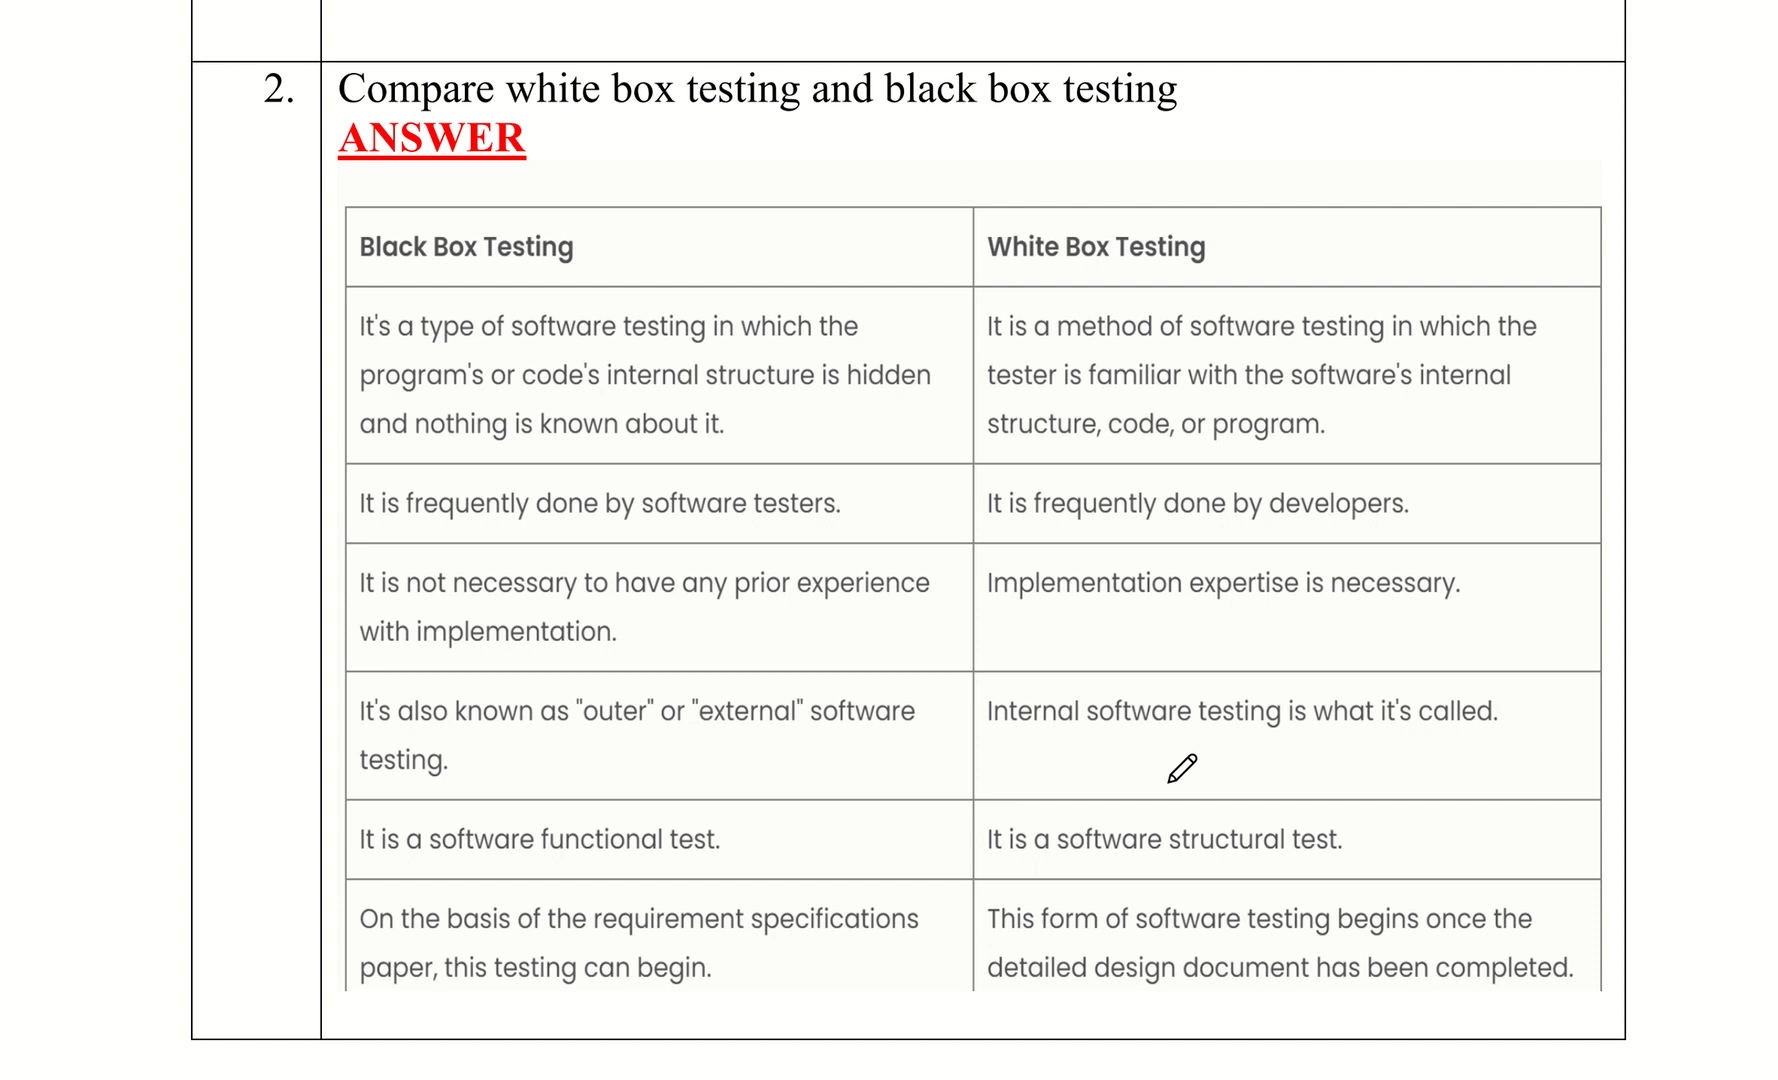 2.
Compare white box testing and black box testing
ANSWER
Black Box Testing
White Box Testing
It's a type of software testing in which the
program's or code's internal structure is hidden
and nothing is known about it.
It is a method of software testing in which the
tester is familiar with the software's internal
structure, code, or program.
It is frequently done by software testers.
It is frequently done by developers.
It is not necessary to have any prior experience
with implementation.
Implementation expertise is necessary.
It's also known as "outer" or "external" software
testing.
Internal software testing is what it's called.
It is a software functional test.
It is a software structural test.
On the basis of the requirement specifications
paper, this testing can begin.
This form of software testing begins once the
detailed design document has been completed.